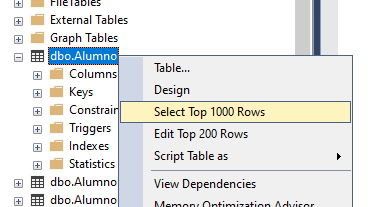 FileTables
External Tables
Graph Tables
dbo.Alumno
Columns
Keys
Constrain
Triggers
Indexes
Statistics
dbo.Alumno
dbo.Alumno
Table...
Design
Select Top 1000 Rows
Edit Top 200 Rows
Script Table as
View Dependencies
Memory Optimization Advisor